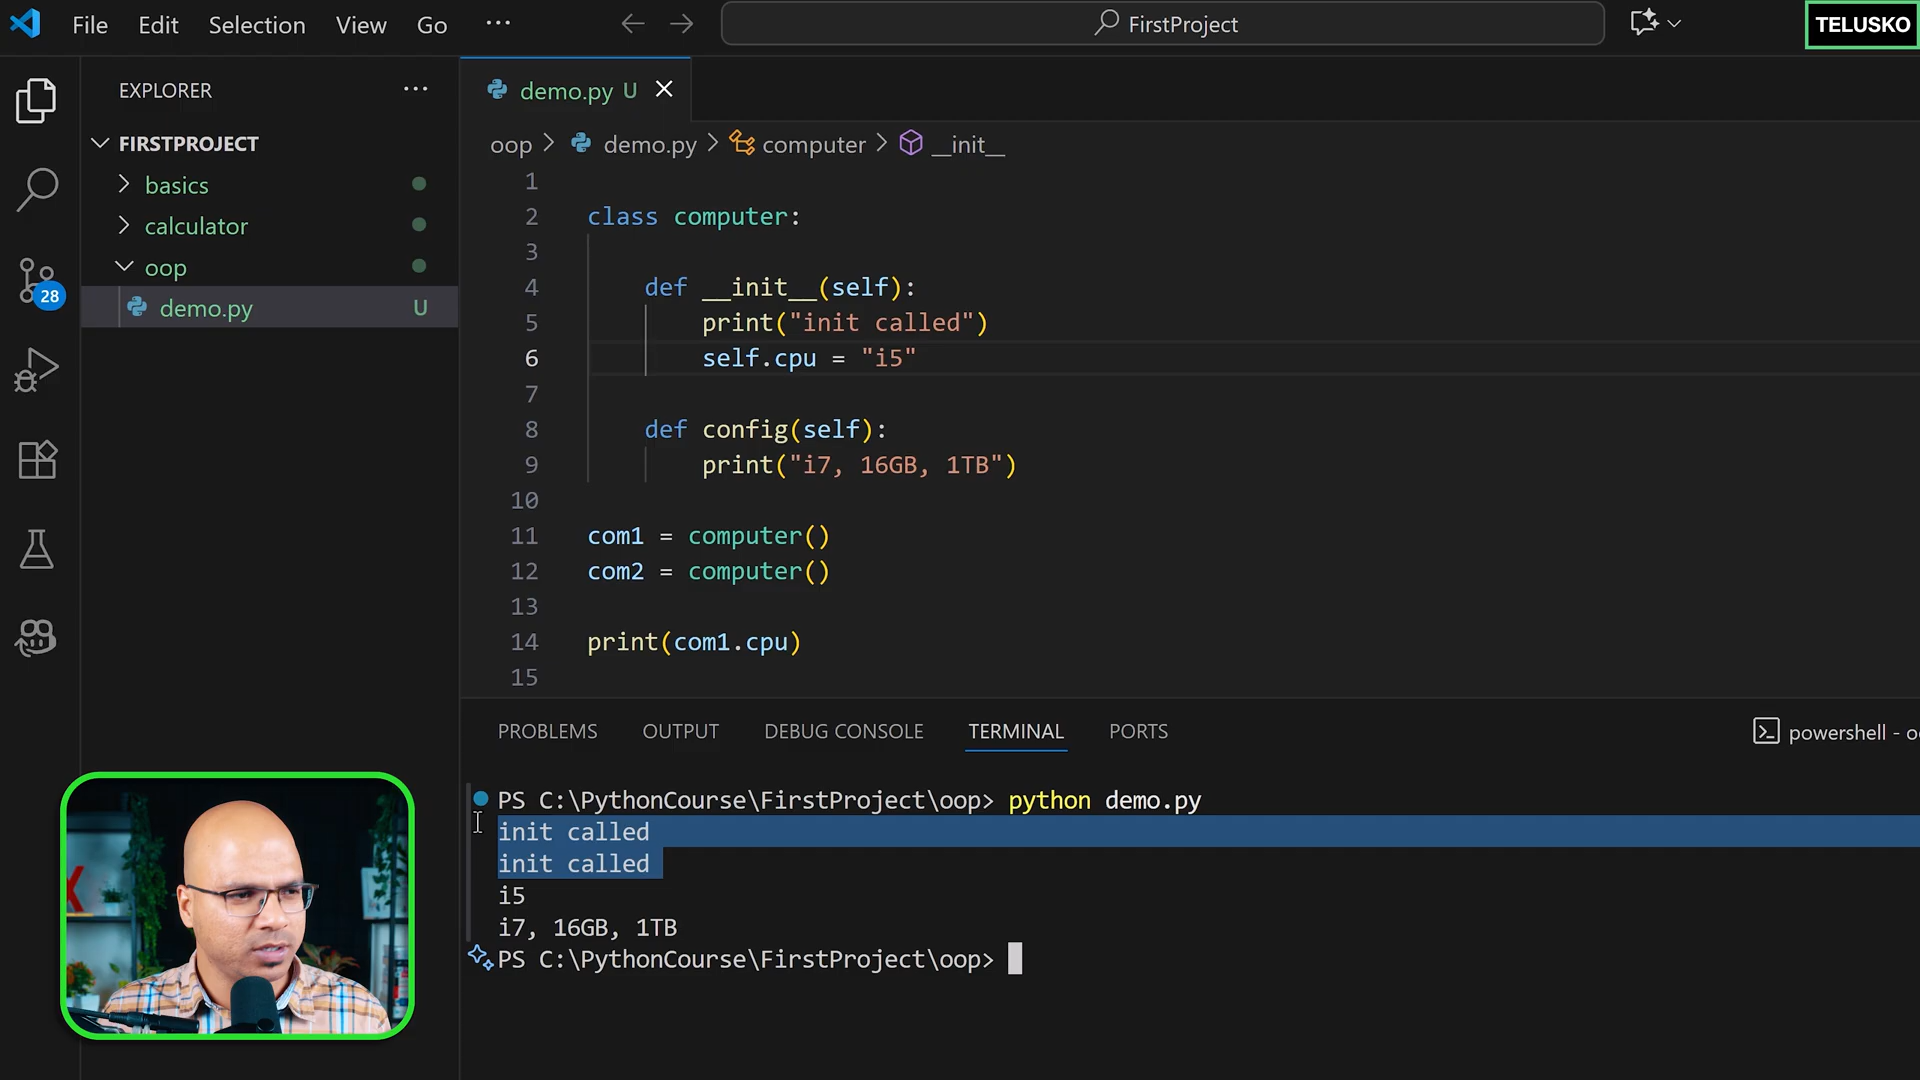 File Edit Selection View Go ··· FirstProject TELUSKO
EXPLORER ···
FIRSTPROJECT
basics
calculator
oop
demo.py U
28
demo.py U
oop > demo.py > computer > __init__
1
2 class computer:
3
4 def __init__(self):
5 print("init called")
6 self.cpu = "i5"
7
8 def config(self):
9 print("i7, 16GB, 1TB")
10
11 com1 = computer()
12 com2 = computer()
13
14 print(com1.cpu)
15
PROBLEMS OUTPUT DEBUG CONSOLE TERMINAL PORTS powershell -
PS C:\PythonCourse\FirstProject\oop> python demo.py
init called
init called
i5
i7, 16GB, 1TB
PS C:\PythonCourse\FirstProject\oop>